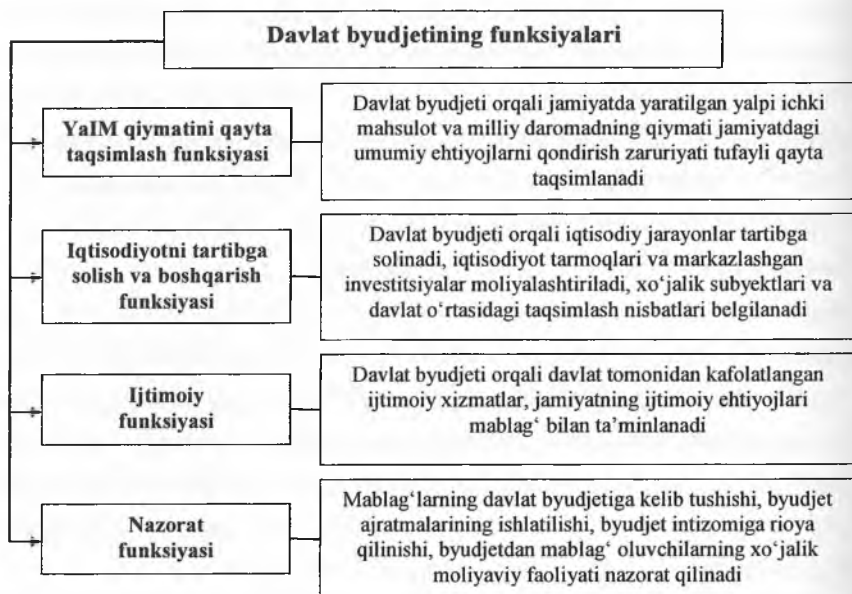 Davlat byudjetining funksiyalari
YaIM qiymatini qayta
taqsimlash funksiyasi
Davlat byudjeti orqali jamiyatda yaratilgan yalpi ichki
mahsulot va milliy daromadning qiymati jamiyatdagi
umumiy ehtiyojlarni qondirish zaruriyati tufayli qayta
taqsimlanadi
Iqtisodiyotni tartibga
solish va boshqarish
funksiyasi
Davlat byudjeti orqali iqtisodiy jarayonlar tartibga
solinadi, iqtisodiyot tarmoqlari va markazlashgan
investitsiyalar moliyalashtiriladi, xo‘jalik subyektlari va
davlat o‘rtasidagi taqsimlash nisbatlari belgilanadi
Ijtimoiy
funksiyasi
Davlat byudjeti orqali davlat tomonidan kafolatlangan
ijtimoiy xizmatlar, jamiyatning ijtimoiy ehtiyojlari
mablag‘ bilan ta’minlanadi
Nazorat
funksiyasi
Mablag‘larning davlat byudjetiga kelib tushishi, byudjet
ajratmalarining ishlatilishi, byudjet intizomiga rioya
qilinishi, byudjetdan mablag‘ oluvchilarning xo‘jalik
moliyaviy faoliyati nazorat qilinadi